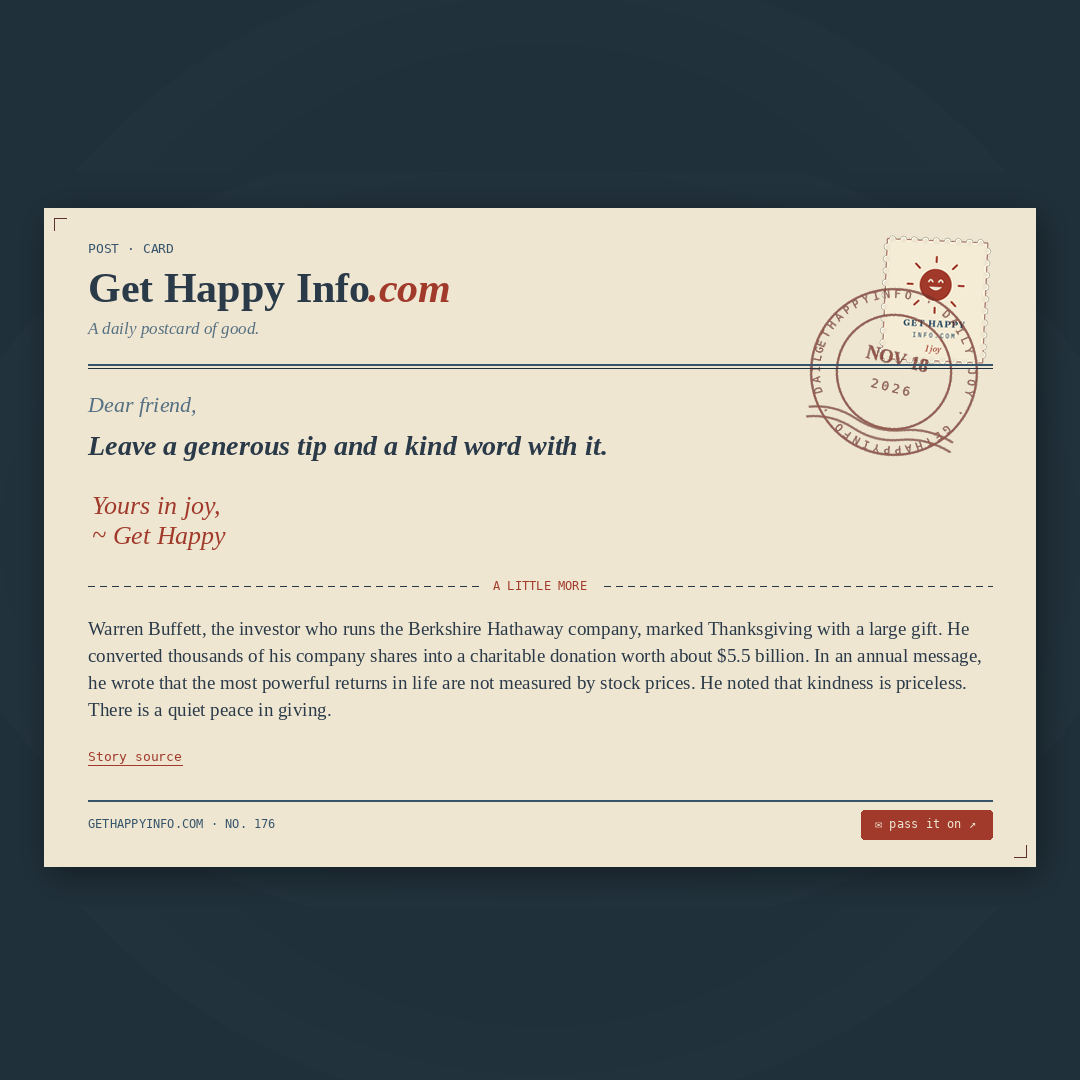 POST · CARD
Get Happy Info.com
A daily postcard of good.
GET HAPPY
INFO.COM
1 joy
GETHAPPYINFO · DAILY JOY · GETHAPPYINFO · DAIL
NOV 18
2026
Dear friend,
Leave a generous tip and a kind word with it.
Yours in joy,
~ Get Happy
A LITTLE MORE
Warren Buffett, the investor who runs the Berkshire Hathaway company, marked Thanksgiving with a large gift. He
converted thousands of his company shares into a charitable donation worth about $5.5 billion. In an annual message,
he wrote that the most powerful returns in life are not measured by stock prices. He noted that kindness is priceless.
There is a quiet peace in giving.
Story source
GETHAPPYINFO.COM · NO. 176
✉ pass it on ↗